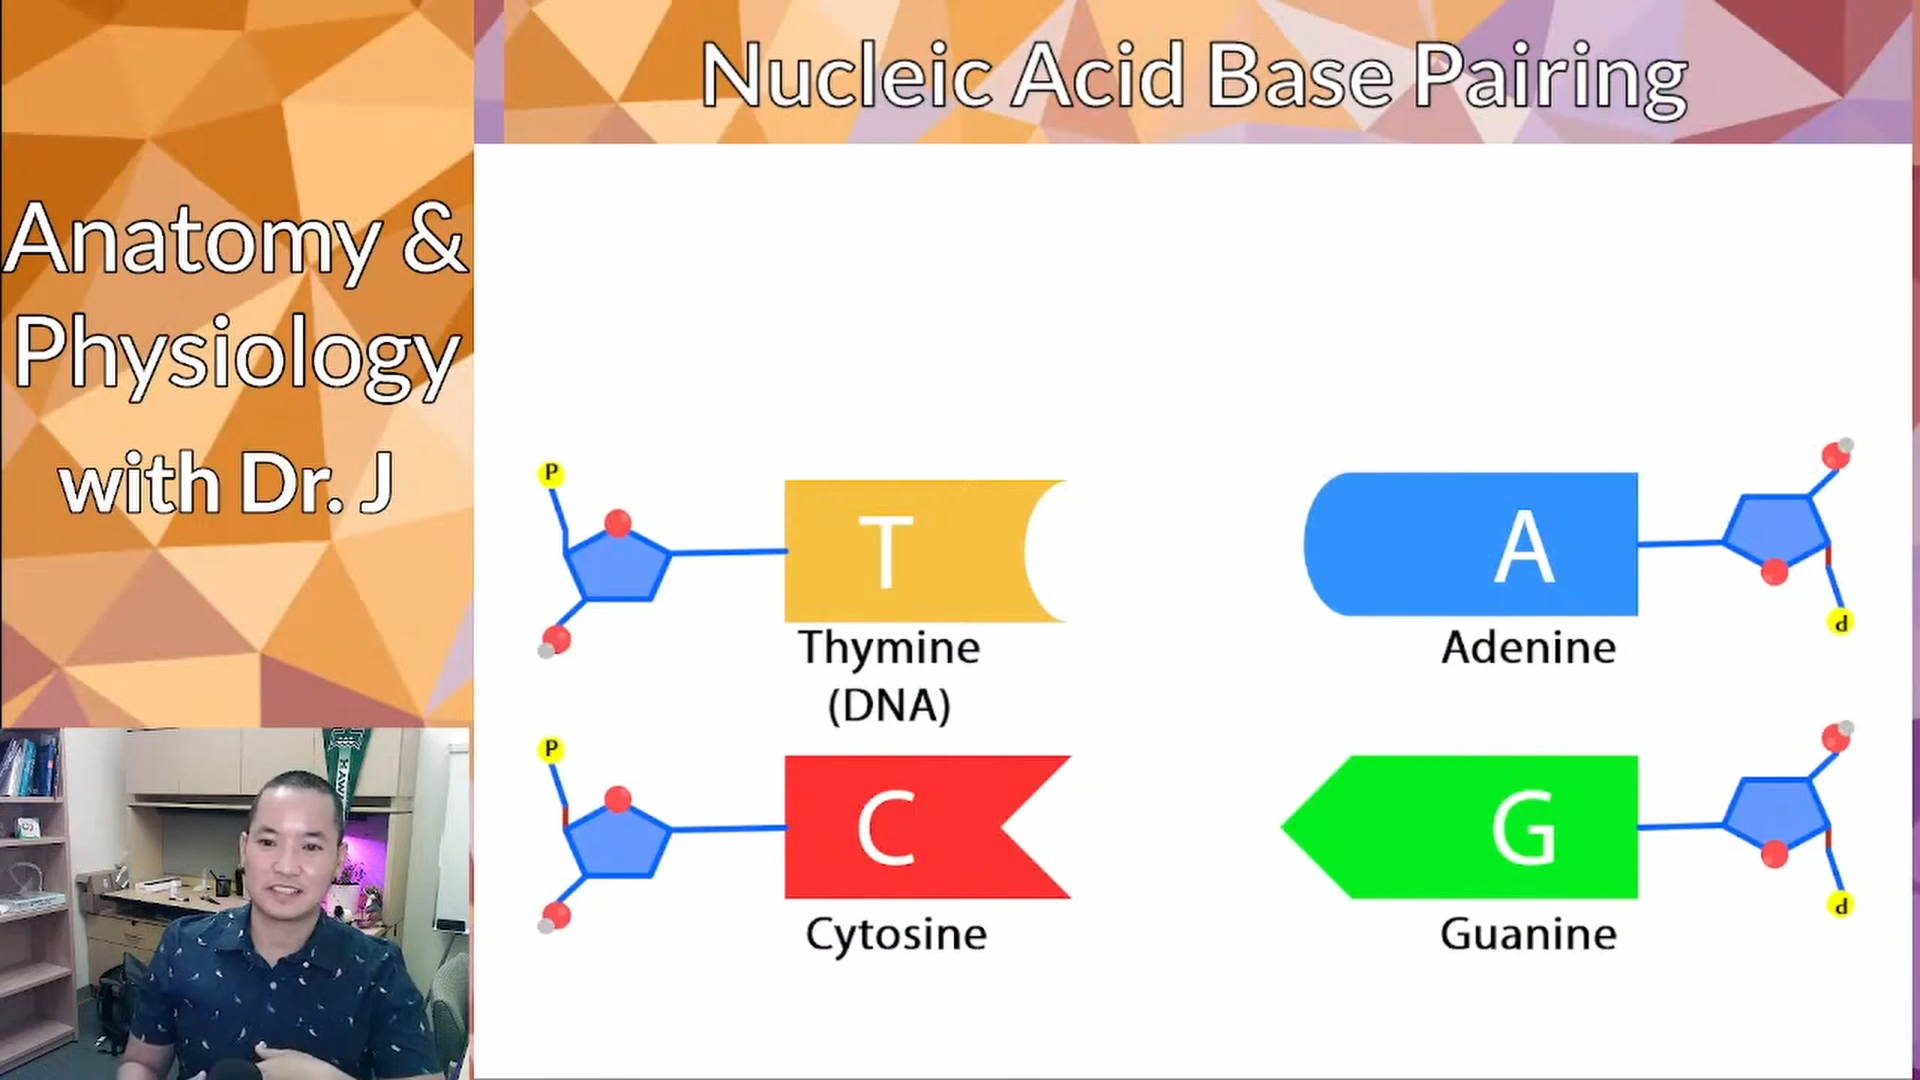 Nucleic Acid Base Pairing
Anatomy &
Physiology
with Dr. J
P
T
Thymine
(DNA)
A
Adenine
P
P
C
Cytosine
G
Guanine
P